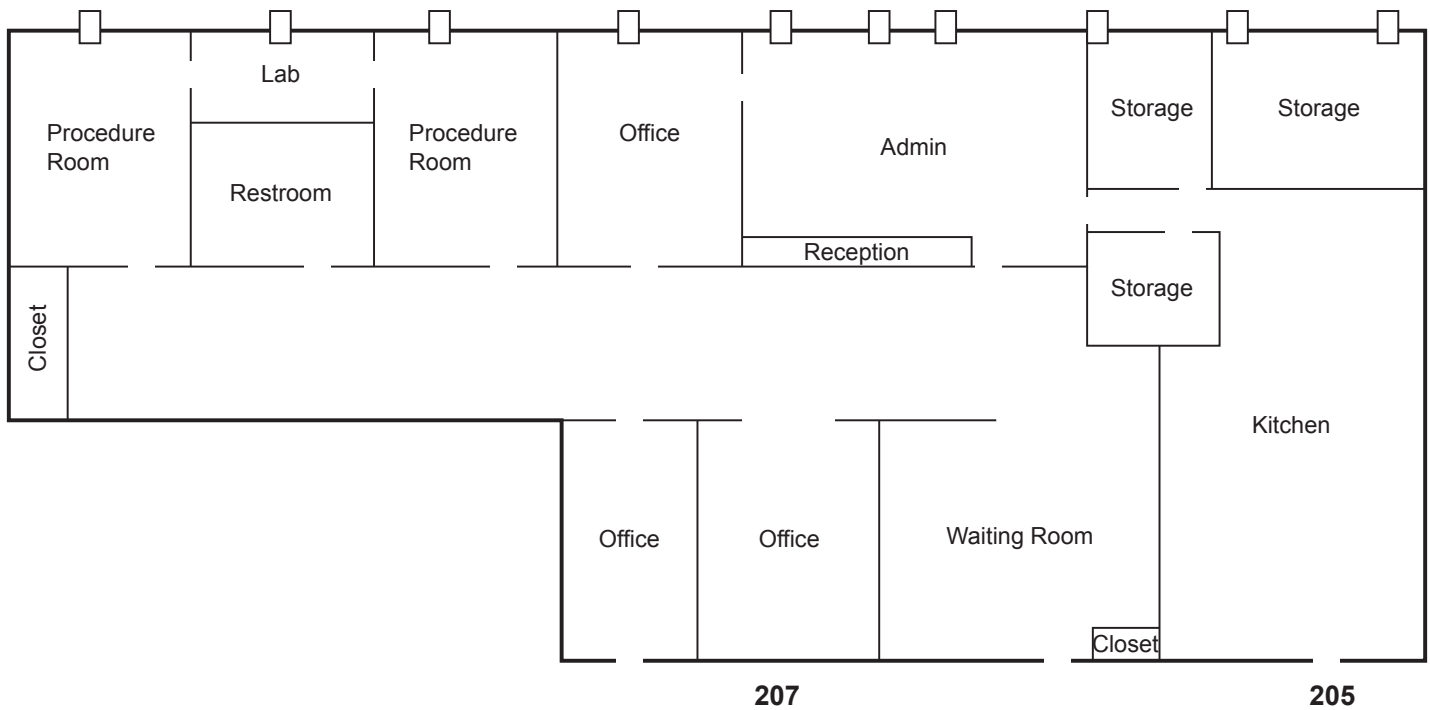 Lab
Procedure
Room
Procedure
Room
Office
Admin
Storage
Storage
Restroom
Reception
Storage
Closet
Kitchen
Office
Office
Waiting Room
Closet
207
205